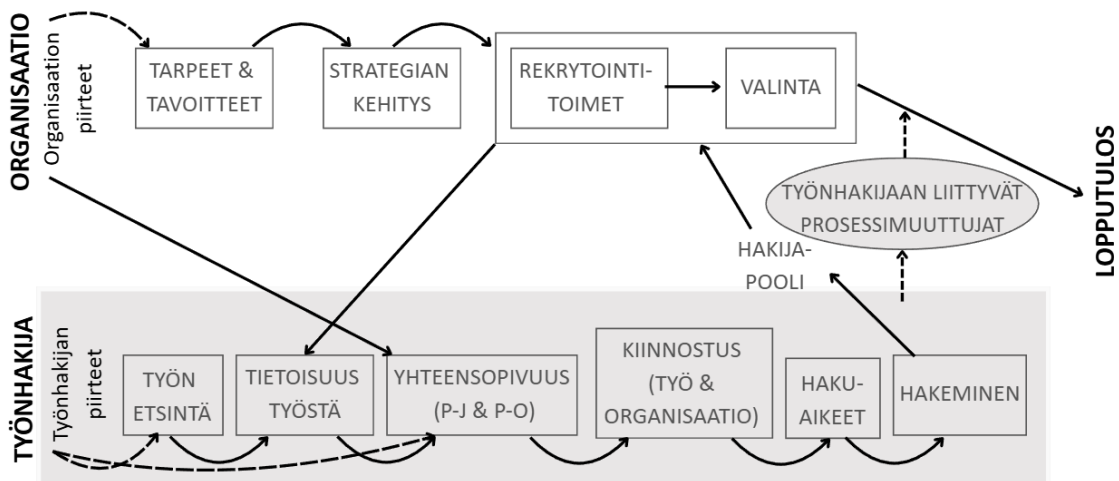 ORGANISAATIO
Organisaation
piirteet
TARPEET &
TAVOITTEET
STRATEGIAN
KEHITYS
REKRYTOINTI-
TOIMET
VALINTA
TYÖNHAKIJAAN LIITTYVÄT
PROSESSIMUUTTUJAT
LOPPUTULOS
HAKIJA-
POOLI
TYÖNHAKIJA
Työnhakijan
piirteet
TYÖN
ETSINTÄ
TIETOISUUS
TYÖSTÄ
YHTEENSOPIVUUS
(P-J & P-O)
KIINNOSTUS
(TYÖ &
ORGANISAATIO)
HAKU-
AIKEET
HAKEMINEN